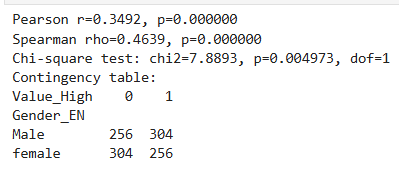 Pearson r=0.3492, p=0.000000
Spearman rho=0.4639, p=0.000000
Chi-square test: chi2=7.8893, p=0.004973, dof=1
Contingency table:
Value_High    0    1
Gender_EN
Male        256  304
female      304  256